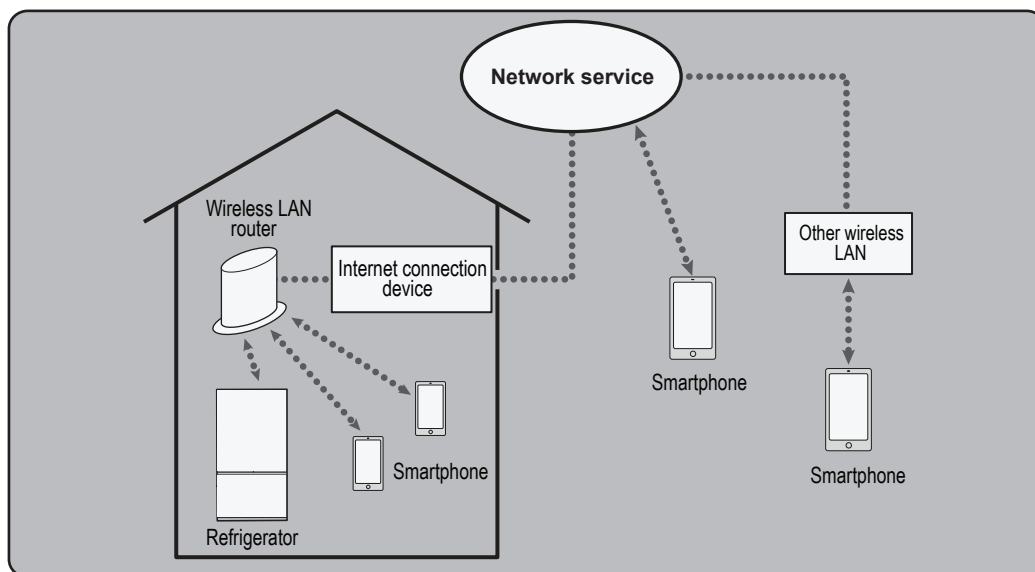 Network service
Wireless LAN
router
Internet connection
device
Other wireless
LAN
Smartphone
Smartphone
Smartphone
Refrigerator